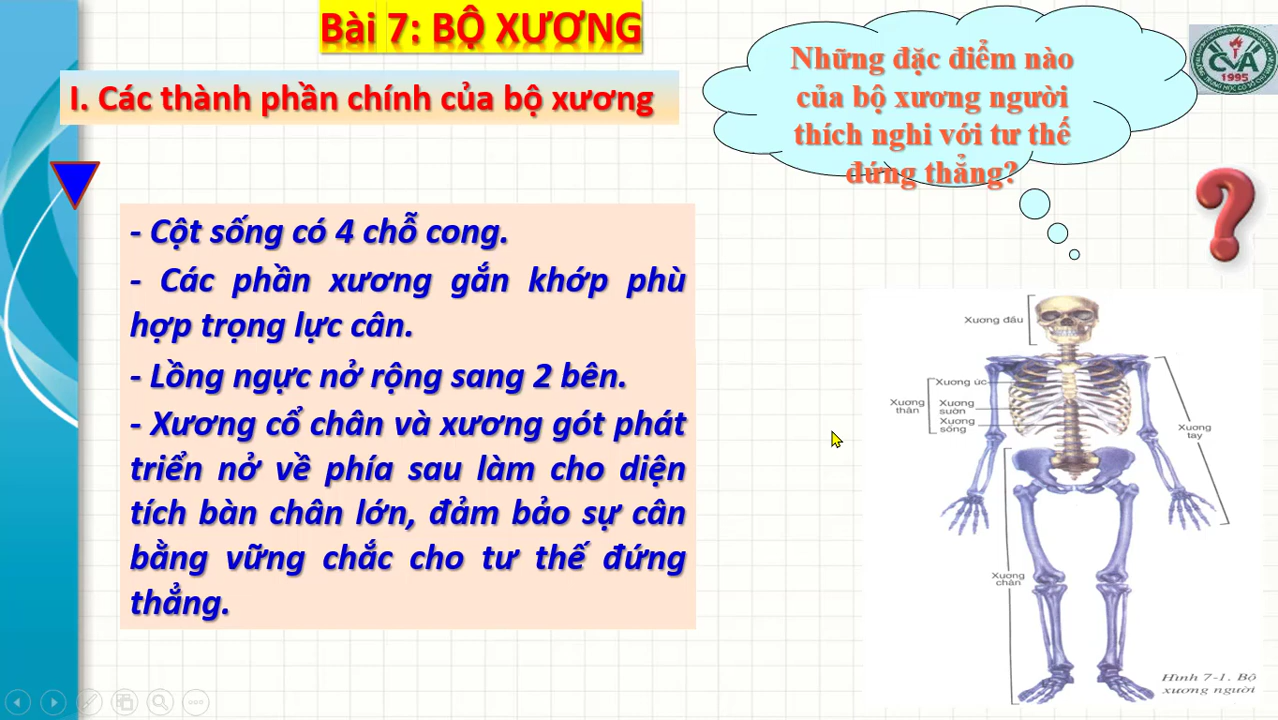 Bài 7: BỘ XƯƠNG
I. Các thành phần chính của bộ xương
Những đặc điểm nào
của bộ xương người
thích nghi với tư thế
đứng thẳng?
CVA
1995
- Cột sống có 4 chỗ cong.
- Các phần xương gắn khớp phù
hợp trọng lực cân.
- Lồng ngực nở rộng sang 2 bên.
- Xương cổ chân và xương gót phát
triển nở về phía sau làm cho diện
tích bàn chân lớn, đảm bảo sự cân
bằng vững chắc cho tư thế đứng
thẳng.
Xương đầu
Xương ức
Xương
thân
Xương
sườn
Xương
sống
Xương
tay
Xương
chân
Hình 7-1. Bộ
xương người